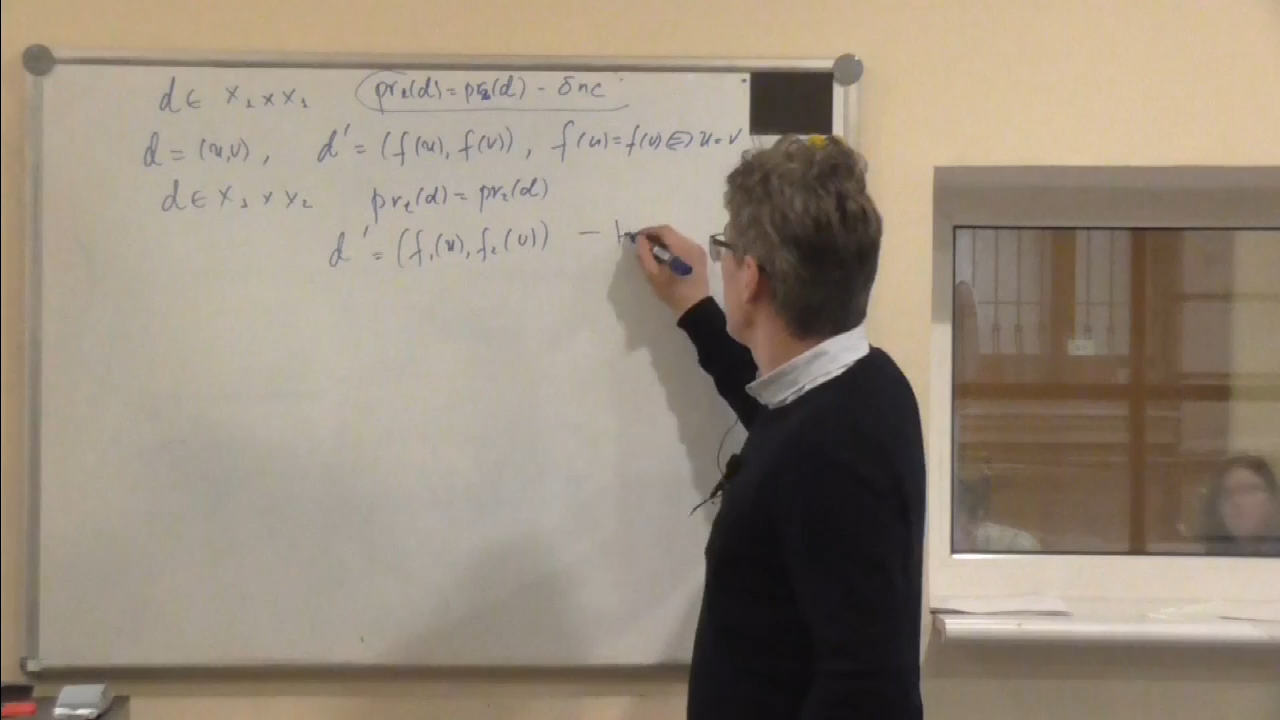 d ∈ X₁ × X₁ pr₁(d) = pr₂(d) - δnc
d = (u,v), d' = (f(u), f(v)), f(u) = f(v) ⇔ u = v
d ∈ X₁ × X₂ pr₁(d) = pr₂(d)
d' = (f₁(u), f₂(v)) —